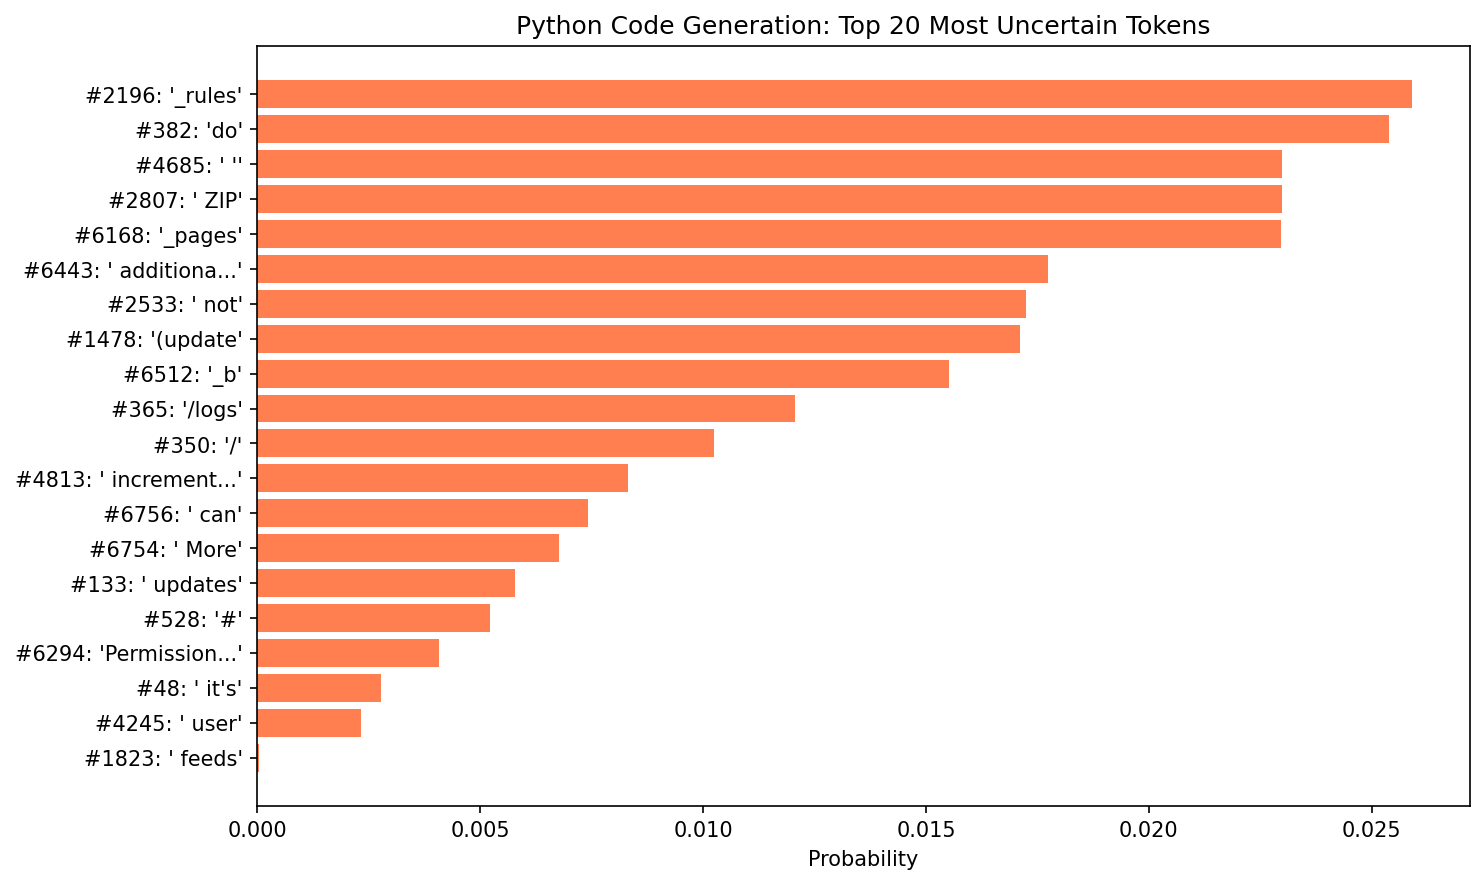 Python Code Generation: Top 20 Most Uncertain Tokens
#2196: '_rules'
#382: 'do'
#4685: ' ''
#2807: ' ZIP'
#6168: '_pages'
#6443: ' additiona...'
#2533: ' not'
#1478: '(update'
#6512: '_b'
#365: '/logs'
#350: '/'
#4813: ' increment...'
#6756: ' can'
#6754: ' More'
#133: ' updates'
#528: '#'
#6294: 'Permission...'
#48: ' it's'
#4245: ' user'
#1823: ' feeds'
0.000 0.005 0.010 0.015 0.020 0.025
Probability